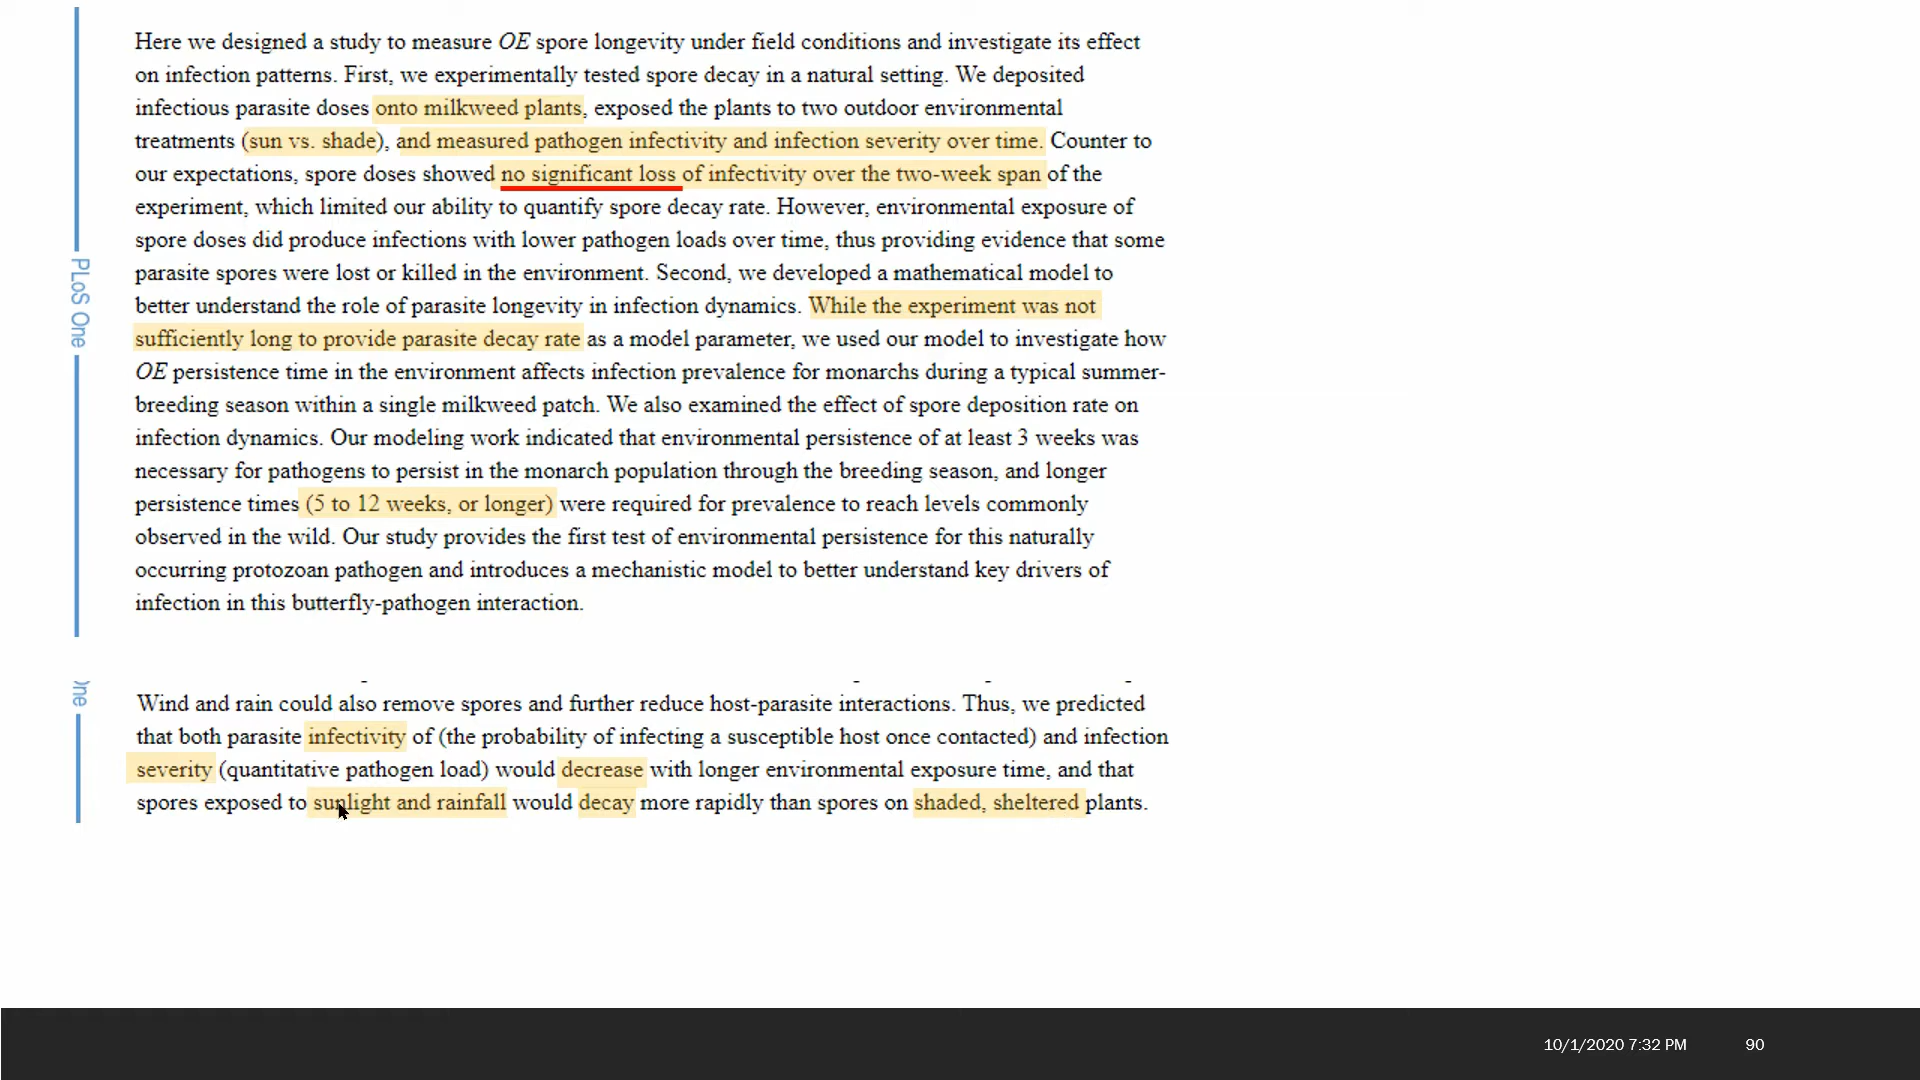 Here we designed a study to measure OE spore longevity under field conditions and investigate its effect
on infection patterns. First, we experimentally tested spore decay in a natural setting. We deposited
infectious parasite doses onto milkweed plants, exposed the plants to two outdoor environmental
treatments (sun vs. shade), and measured pathogen infectivity and infection severity over time. Counter to
our expectations, spore doses showed no significant loss of infectivity over the two-week span of the
experiment, which limited our ability to quantify spore decay rate. However, environmental exposure of
spore doses did produce infections with lower pathogen loads over time, thus providing evidence that some
parasite spores were lost or killed in the environment. Second, we developed a mathematical model to
better understand the role of parasite longevity in infection dynamics. While the experiment was not
sufficiently long to provide parasite decay rate as a model parameter, we used our model to investigate how
OE persistence time in the environment affects infection prevalence for monarchs during a typical summer-
breeding season within a single milkweed patch. We also examined the effect of spore deposition rate on
infection dynamics. Our modeling work indicated that environmental persistence of at least 3 weeks was
necessary for pathogens to persist in the monarch population through the breeding season, and longer
persistence times (5 to 12 weeks, or longer) were required for prevalence to reach levels commonly
observed in the wild. Our study provides the first test of environmental persistence for this naturally
occurring protozoan pathogen and introduces a mechanistic model to better understand key drivers of
infection in this butterfly-pathogen interaction.
PLoS One
Wind and rain could also remove spores and further reduce host-parasite interactions. Thus, we predicted
that both parasite infectivity of (the probability of infecting a susceptible host once contacted) and infection
severity (quantitative pathogen load) would decrease with longer environmental exposure time, and that
spores exposed to sunlight and rainfall would decay more rapidly than spores on shaded, sheltered plants.
10/1/2020 7:32 PM
90